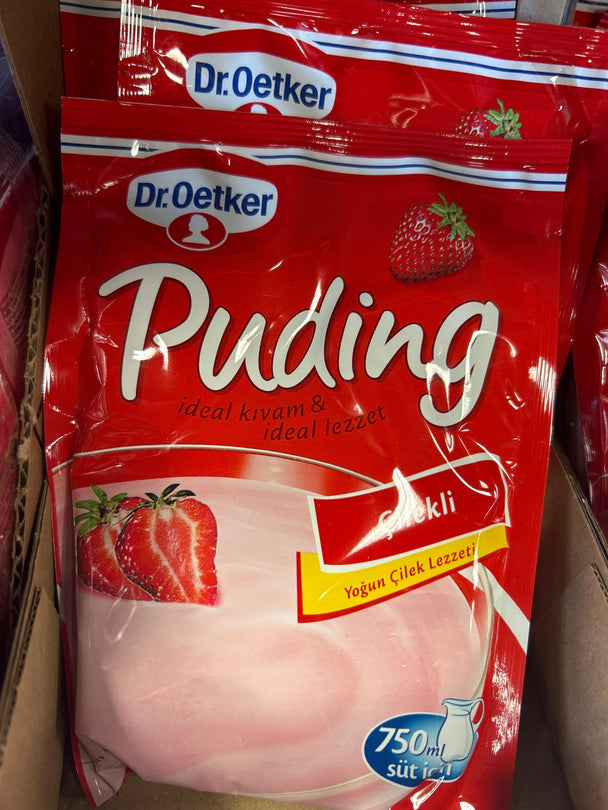 Dr.Oetker
Dr.Oetker
Puding
ideal kıvam &
ideal lezzet
Çilekli
Yoğun Çilek Lezzeti
750ml
süt için